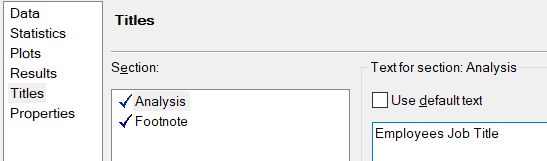 Data
Statistics
Plots
Results
Titles
Properties
Titles
Section:
Analysis
Footnote
Text for section: Analysis
Use default text
Employees Job Title